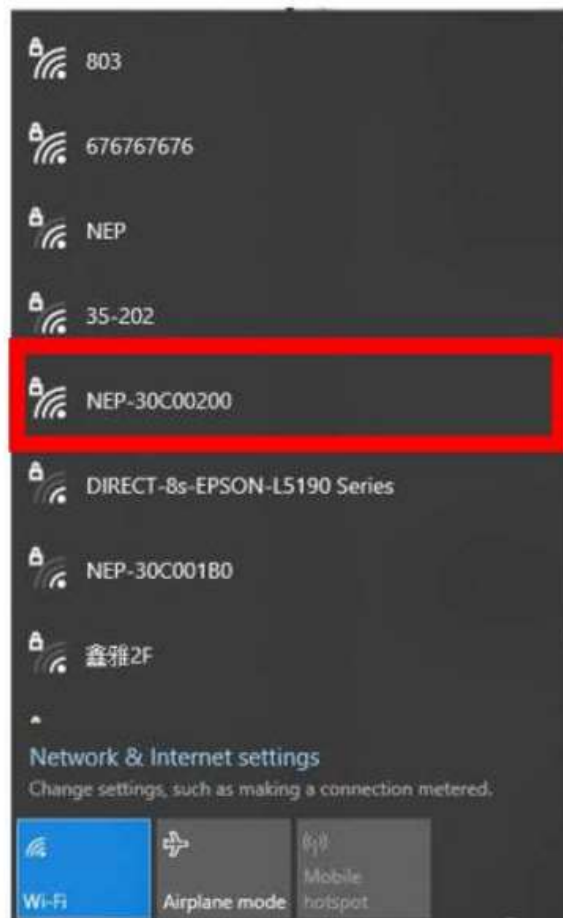 803
676767676
NEP
35-202
NEP-30C00200
DIRECT-8s-EPSON-L5190 Series
NEP-30C001B0
鑫雅2F
Network & Internet settings
Change settings, such as making a connection metered.
Wi-Fi
Airplane mode
Mobile
hotspot